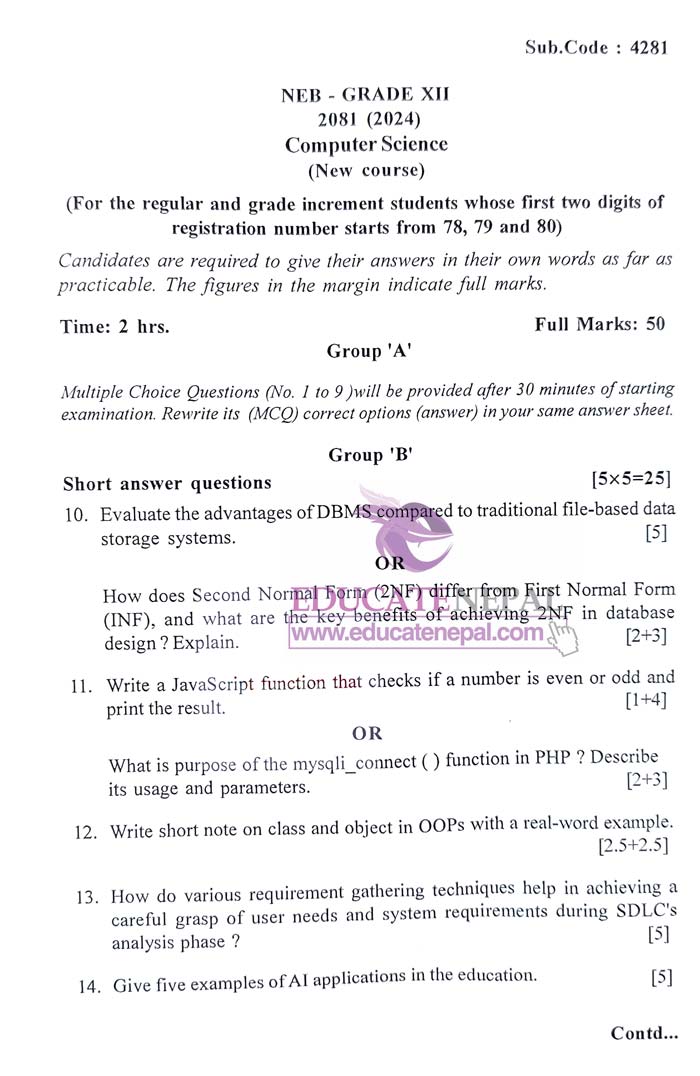 Sub.Code : 4281
NEB - GRADE XII
2081 (2024)
Computer Science
(New course)
(For the regular and grade increment students whose first two digits of
registration number starts from 78, 79 and 80)
Candidates are required to give their answers in their own words as far as
practicable. The figures in the margin indicate full marks.
Time: 2 hrs. Full Marks: 50
Group 'A'
Multiple Choice Questions (No. 1 to 9 )will be provided after 30 minutes of starting
examination. Rewrite its (MCQ) correct options (answer) in your same answer sheet.
Group 'B'
Short answer questions [5×5=25]
10. Evaluate the advantages of DBMS compared to traditional file-based data
storage systems. [5]
OR
How does Second Normal Form (2NF) differ from First Normal Form
EDUCATENEPAL
(INF), and what are the key benefits of achieving 2NF in database
www.educatenepal.com
design ? Explain. [2+3]
11. Write a JavaScript function that checks if a number is even or odd and
print the result. [1+4]
OR
What is purpose of the mysqli_connect ( ) function in PHP ? Describe
its usage and parameters. [2+3]
12. Write short note on class and object in OOPs with a real-word example.
[2.5+2.5]
13. How do various requirement gathering techniques help in achieving a
careful grasp of user needs and system requirements during SDLC's
analysis phase ? [5]
14. Give five examples of AI applications in the education. [5]
Contd...